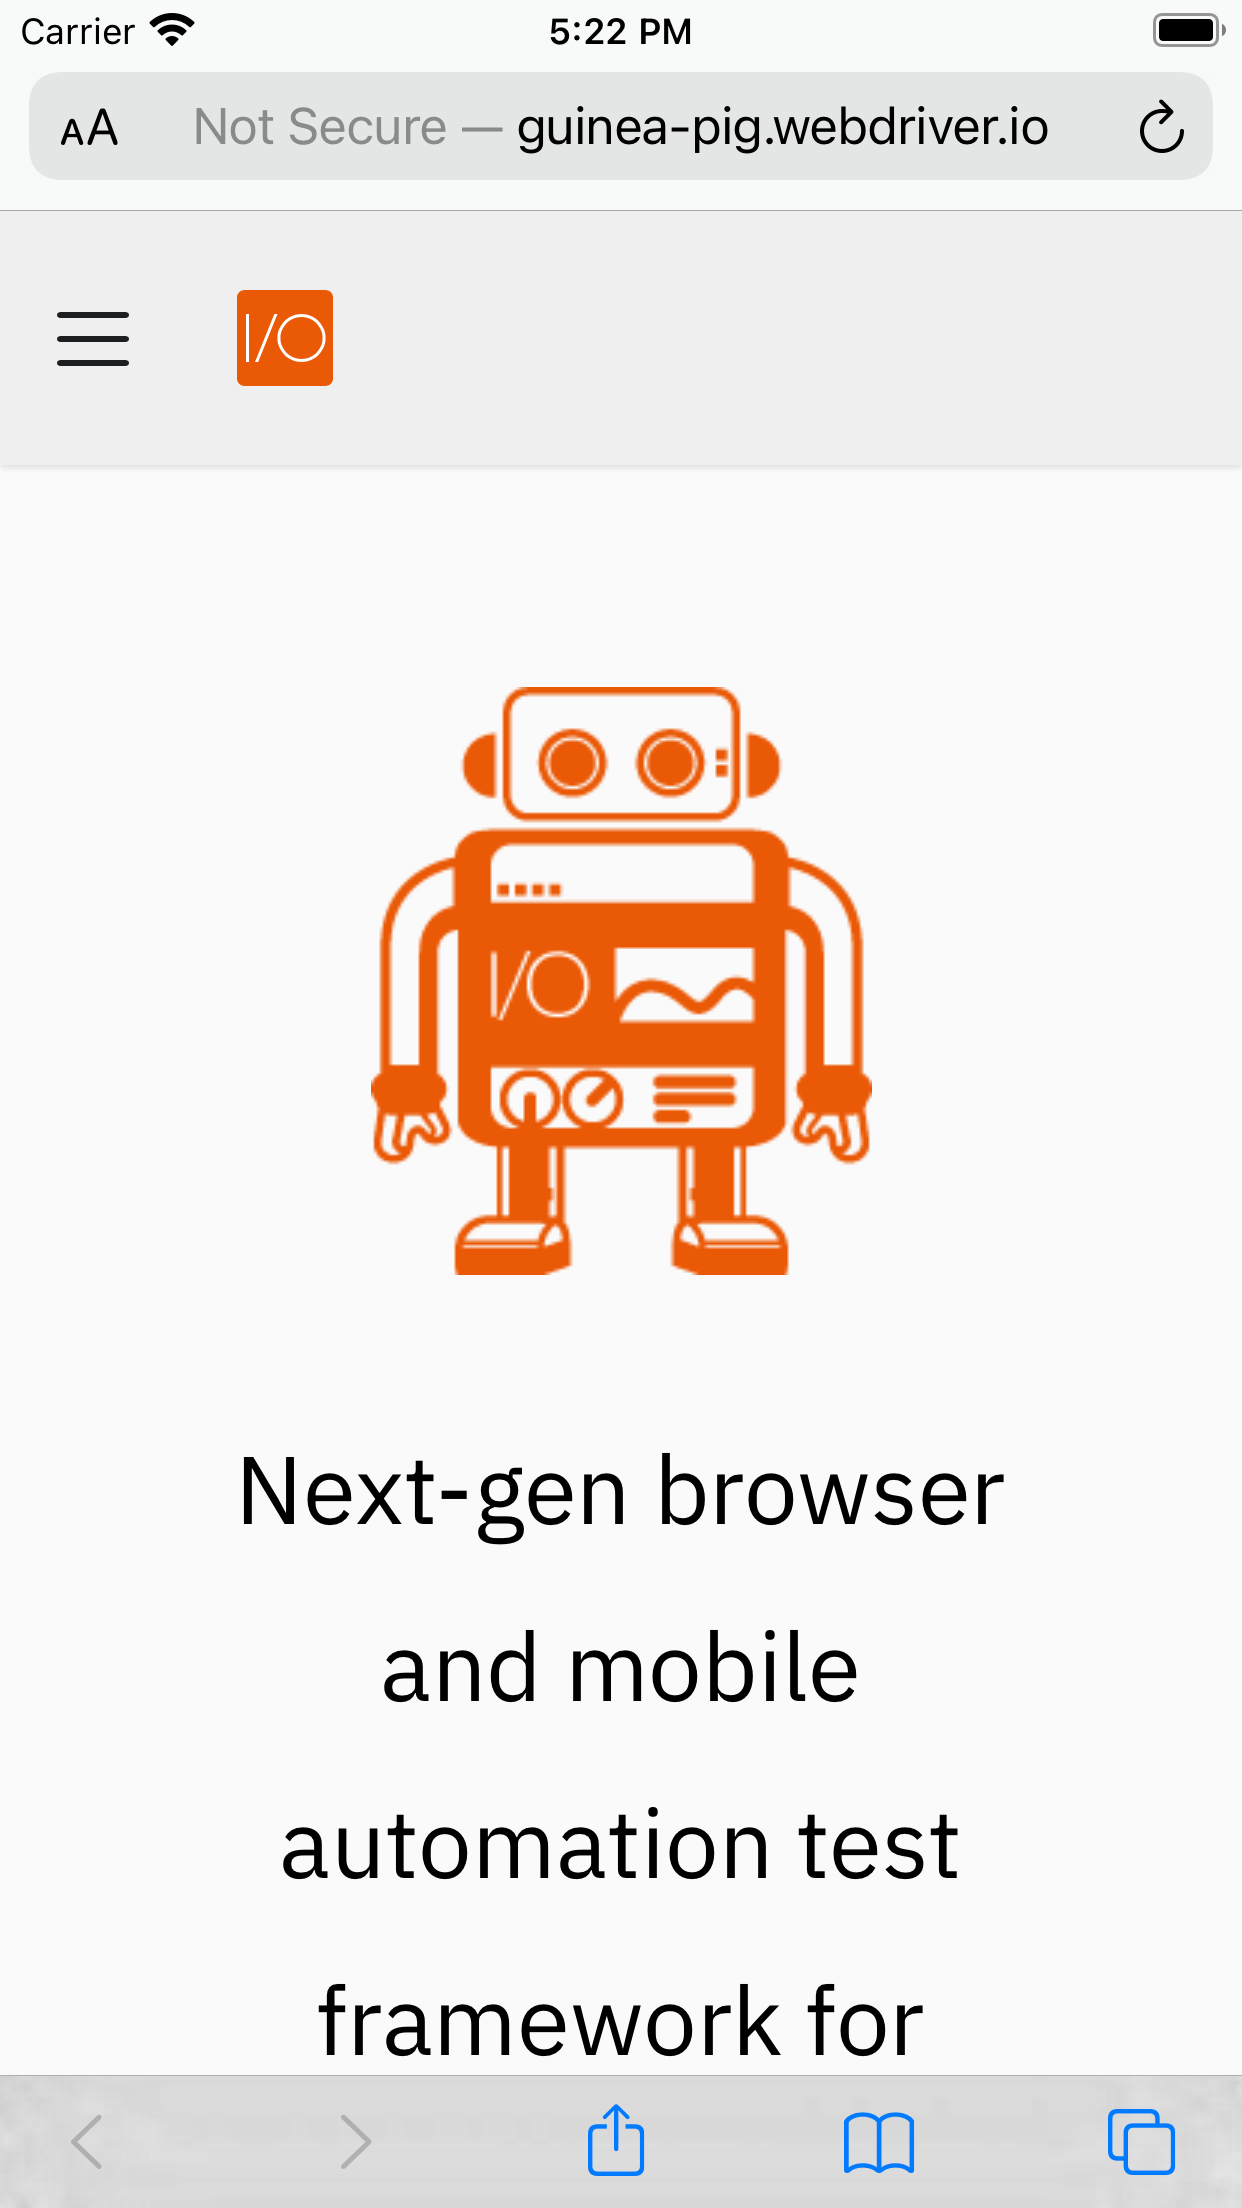 Carrier 5:22 PM
AA Not Secure — guinea-pig.webdriver.io
I/O
I/O
Next-gen browser
and mobile
automation test
framework for